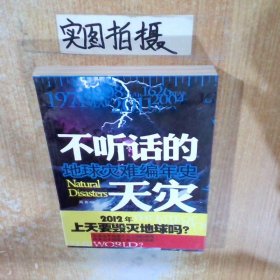 实图拍摄
不听话的
地球灾难编年史
Natural
Disasters
天灾
2012年
上天要毁灭地球吗?
WORLD?